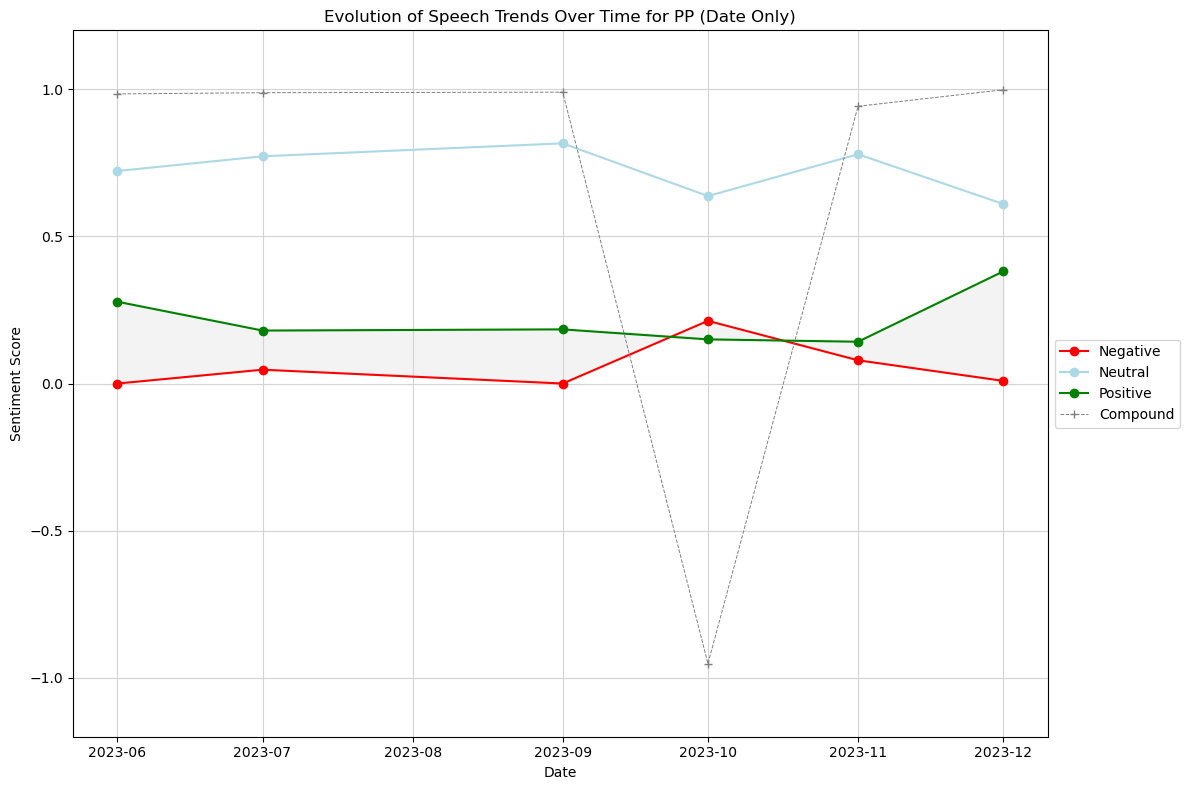 Evolution of Speech Trends Over Time for PP (Date Only)
Sentiment Score
1.0
0.5
0.0
−0.5
−1.0
2023-06 2023-07 2023-08 2023-09 2023-10 2023-11 2023-12
Date
Negative
Neutral
Positive
Compound